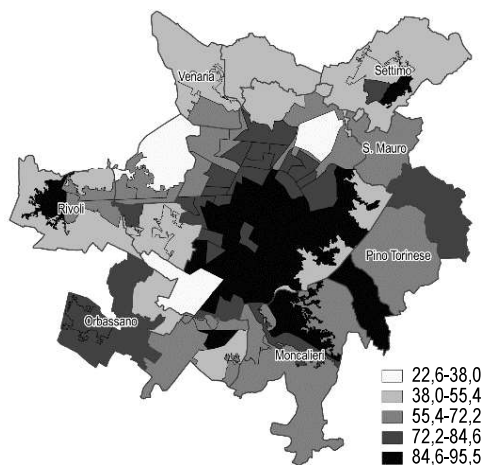 Venaria
Settimo
S. Mauro
Rivoli
Pino Torinese
Orbassano
Moncalieri
22,6-38,0
38,0-55,4
55,4-72,2
72,2-84,6
84,6-95,5